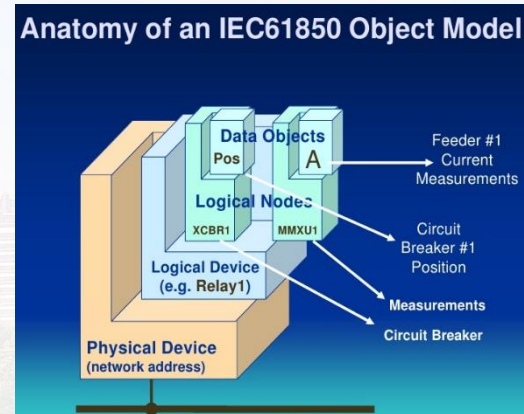 Anatomy of an IEC61850 Object Model
Data Objects
Pos
A
Logical Nodes
XCBR1
MMXU1
Logical Device
(e.g. Relay1)
Physical Device
(network address)
Feeder #1
Current
Measurements
Circuit
Breaker #1
Position
Measurements
Circuit Breaker